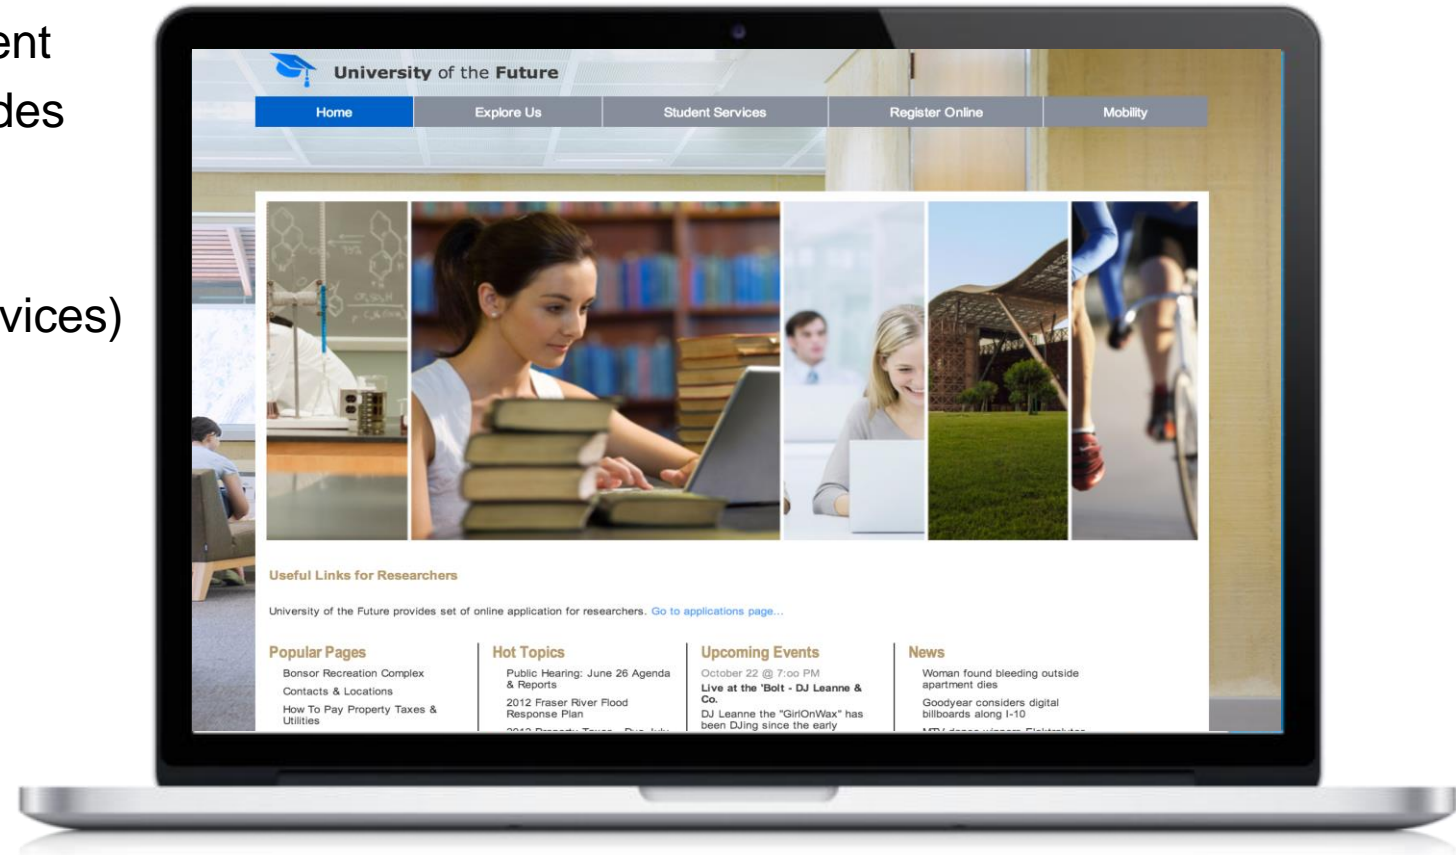 ent
des
vices)
University of the Future
Home Explore Us Student Services Register Online Mobility
Useful Links for Researchers
University of the Future provides set of online application for researchers. Go to applications page...
Popular Pages
Bonsor Recreation Complex
Contacts & Locations
How To Pay Property Taxes &
Utilities
Hot Topics
Public Hearing: June 26 Agenda
& Reports
2012 Fraser River Flood
Response Plan
Upcoming Events
October 22 @ 7:oo PM
Live at the 'Bolt - DJ Leanne &
Co.
DJ Leanne the "GirlOnWax" has
been DJing since the early
News
Woman found bleeding outside
apartment dies
Goodyear considers digital
billboards along I-10